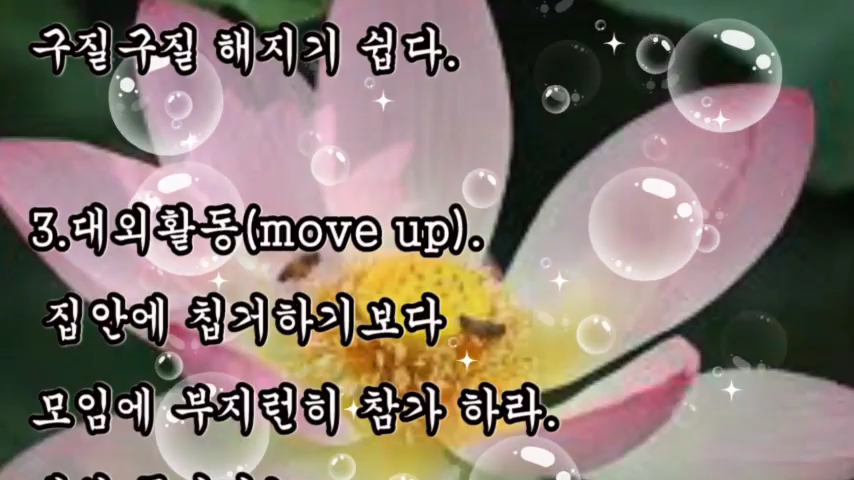 구질구질 해지기 쉽다.
3.대외활동(move up).
집안에 칩거하기보다
모임에 부지런히 참가 하라.